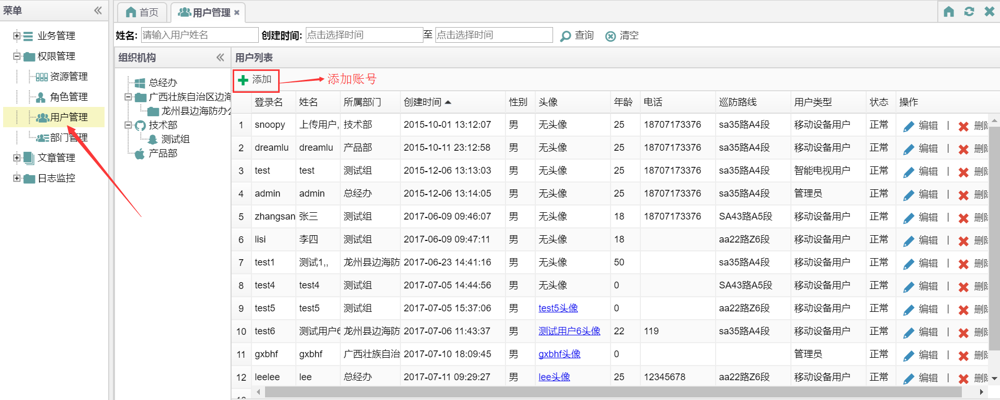 菜单
业务管理
权限管理
资源管理
角色管理
用户管理
部门管理
文章管理
日志监控
首页 用户管理
姓名: 请输入用户姓名 创建时间: 点击选择时间 至 点击选择时间 查询 清空
组织机构
总经办
广西壮族自治区边海
龙州县边海防办
技术部
测试组
产品部
用户列表
添加 添加账号
登录名 姓名 所属部门 创建时间 性别 头像 年龄 电话 巡防路线 用户类型 状态 操作
1 snoopy 上传用户, 技术部 2015-10-01 13:12:07 男 无头像 25 18707173376 sa35路A4段 移动设备用户 正常 编辑 | 删除
2 dreamlu dreamlu 产品部 2015-10-11 23:12:58 男 无头像 25 18707173376 sa35路A4段 移动设备用户 正常 编辑 | 删除
3 test test 测试组 2015-12-06 13:13:03 男 无头像 25 18707173376 sa35路A4段 智能电视用户 正常 编辑 | 删除
4 admin admin 总经办 2015-12-06 13:14:05 男 无头像 25 18707173376 sa35路A4段 管理员 正常 编辑 | 删除
5 zhangsan 张三 测试组 2017-06-09 09:46:07 男 无头像 18 18707173376 SA43路A5段 移动设备用户 正常 编辑 | 删除
6 lisi 李四 测试组 2017-06-09 09:47:11 男 无头像 18 aa22路Z6段 移动设备用户 正常 编辑 | 删除
7 test1 测试1,, 龙州县边海防 2017-06-23 14:41:16 男 无头像 50 sa35路A4段 移动设备用户 正常 编辑 | 删除
8 test4 test4 测试组 2017-07-05 14:44:56 男 无头像 0 SA43路A5段 移动设备用户 正常 编辑 | 删除
9 test5 test5 测试组 2017-07-05 15:37:06 男 test5头像 0 aa22路Z6段 移动设备用户 正常 编辑 | 删除
10 test6 测试用户6 龙州县边海防 2017-07-06 11:43:37 男 测试用户6头像 22 119 sa35路A4段 移动设备用户 正常 编辑 | 删除
11 gxbhf gxbhf 广西壮族自治 2017-07-10 18:09:45 男 gxbhf头像 0 管理员 正常 编辑 | 删除
12 leelee lee 总经办 2017-07-11 09:29:27 男 lee头像 25 12345678 aa22路Z6段 移动设备用户 正常 编辑 | 删除